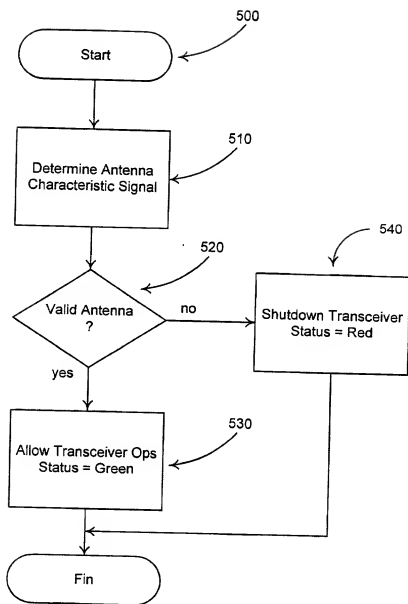 500
Start
510
Determine Antenna
Characteristic Signal
520
540
Valid Antenna
?
no
Shutdown Transceiver
Status = Red
yes
530
Allow Transceiver Ops
Status = Green
Fin